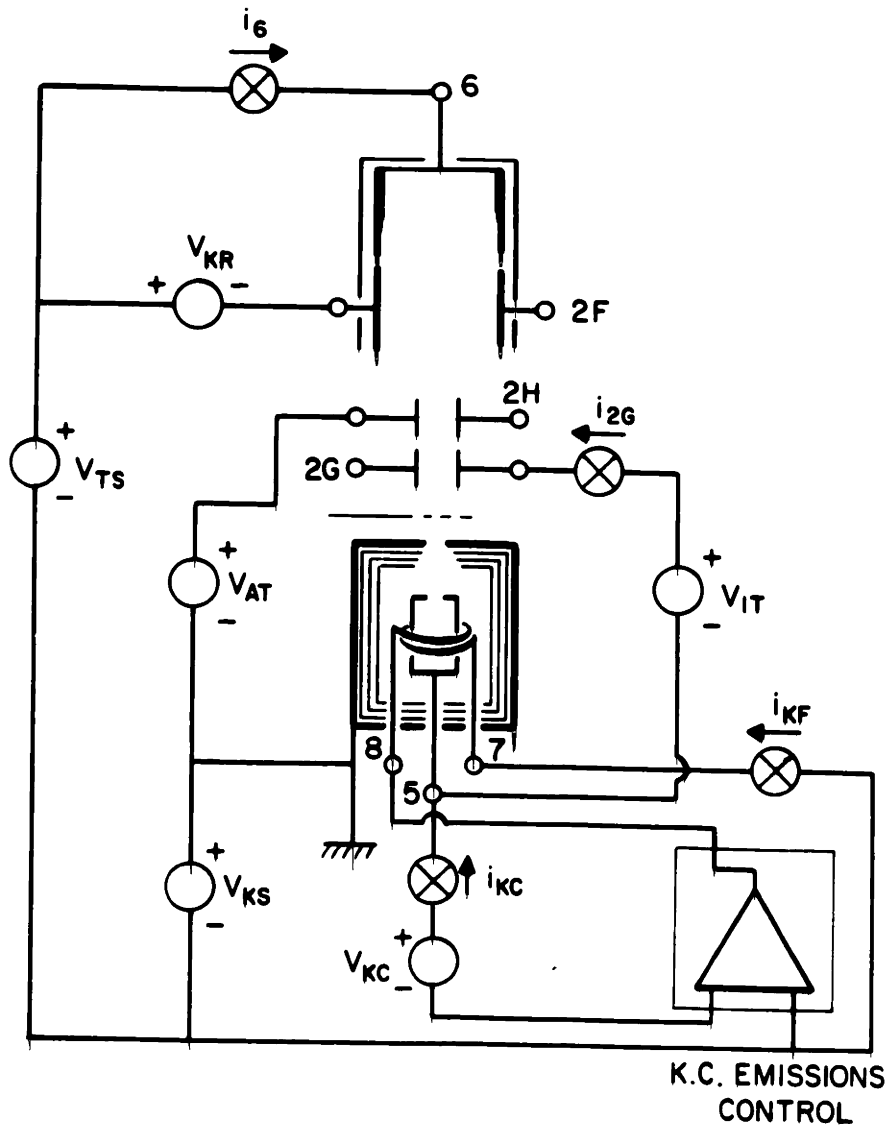 i6
6
VKR
+ -
2F
2H
i2G
2G
+
VTS
-
+
VAT
-
+
VIT
-
iKF
8
7
5
+
VKS
-
iKC
+
VKC
-
K.C. EMISSIONS
CONTROL